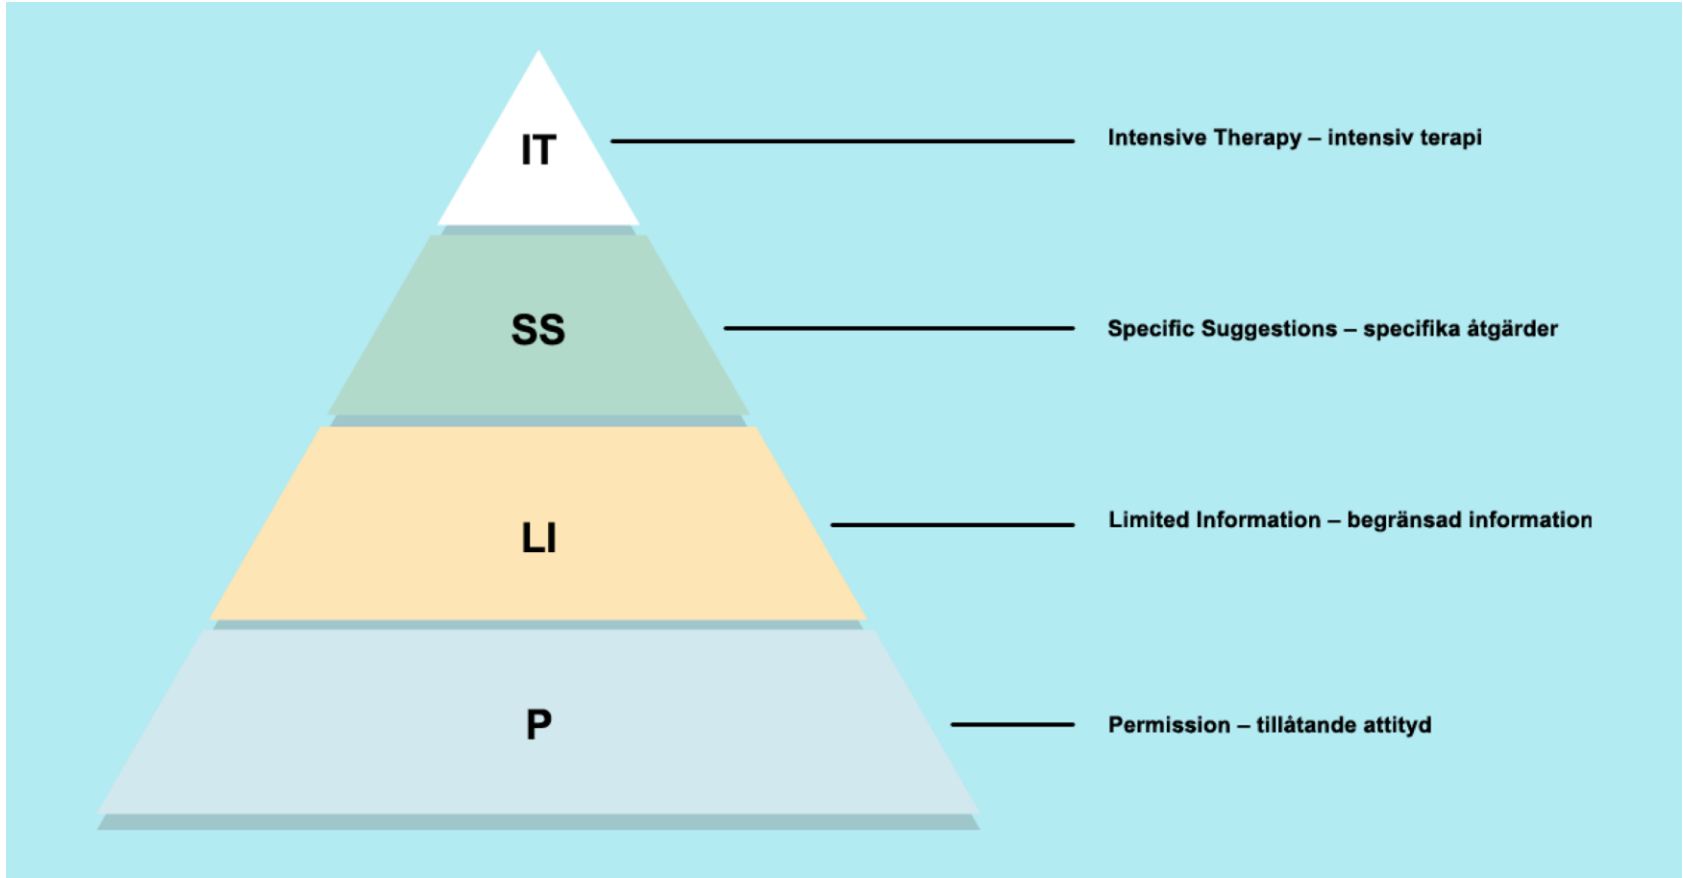 IT
Intensive Therapy – intensiv terapi
SS
Specific Suggestions – specifika åtgärder
LI
Limited Information – begränsad information
P
Permission – tillåtande attityd